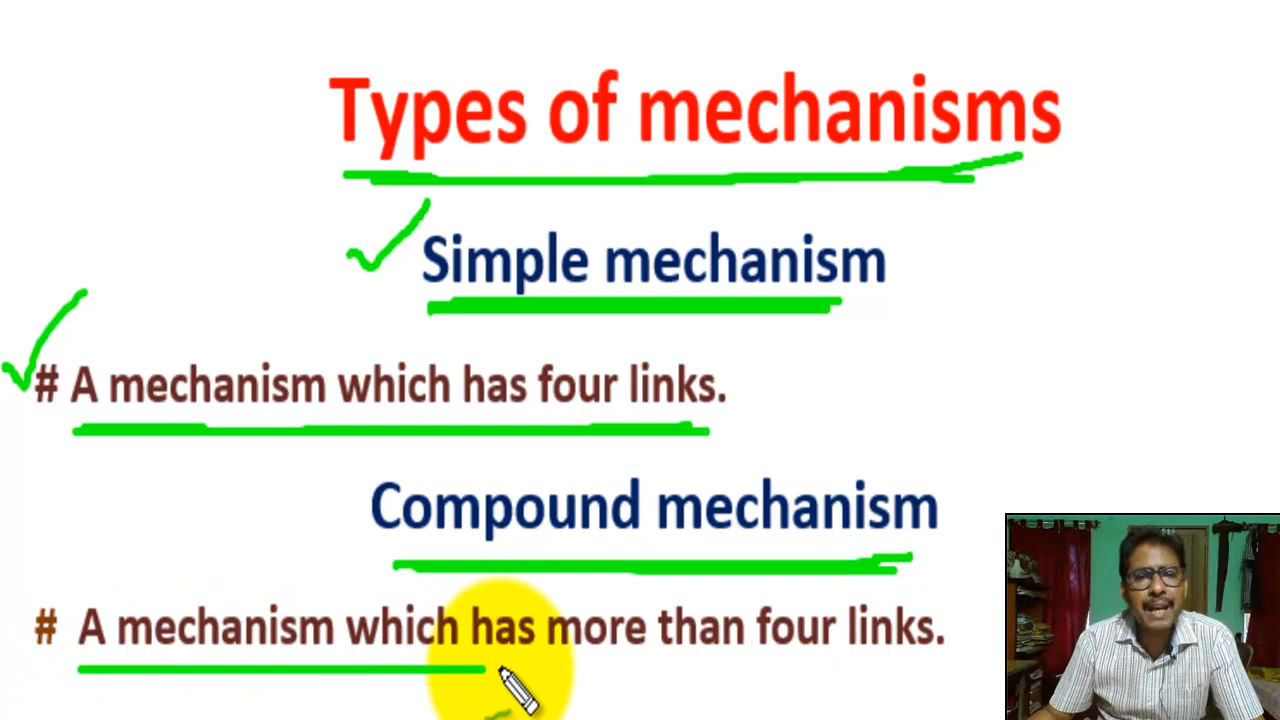 Types of mechanisms
Simple mechanism
# A mechanism which has four links.
Compound mechanism
# A mechanism which has more than four links.